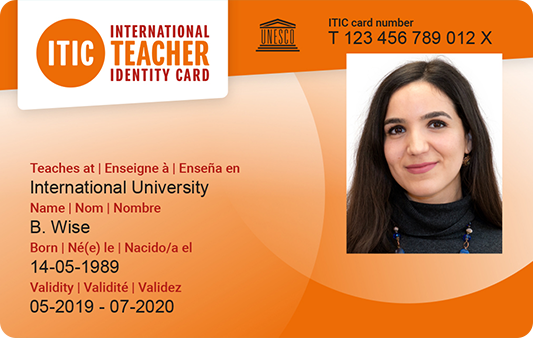 ITIC
INTERNATIONAL
TEACHER
IDENTITY CARD
UNESCO
ITIC card number
T 123 456 789 012 X
Teaches at | Enseigne à | Enseña en
International University
Name | Nom | Nombre
B. Wise
Born | Né(e) le | Nacido/a el
14-05-1989
Validity | Validité | Validez
05-2019 - 07-2020